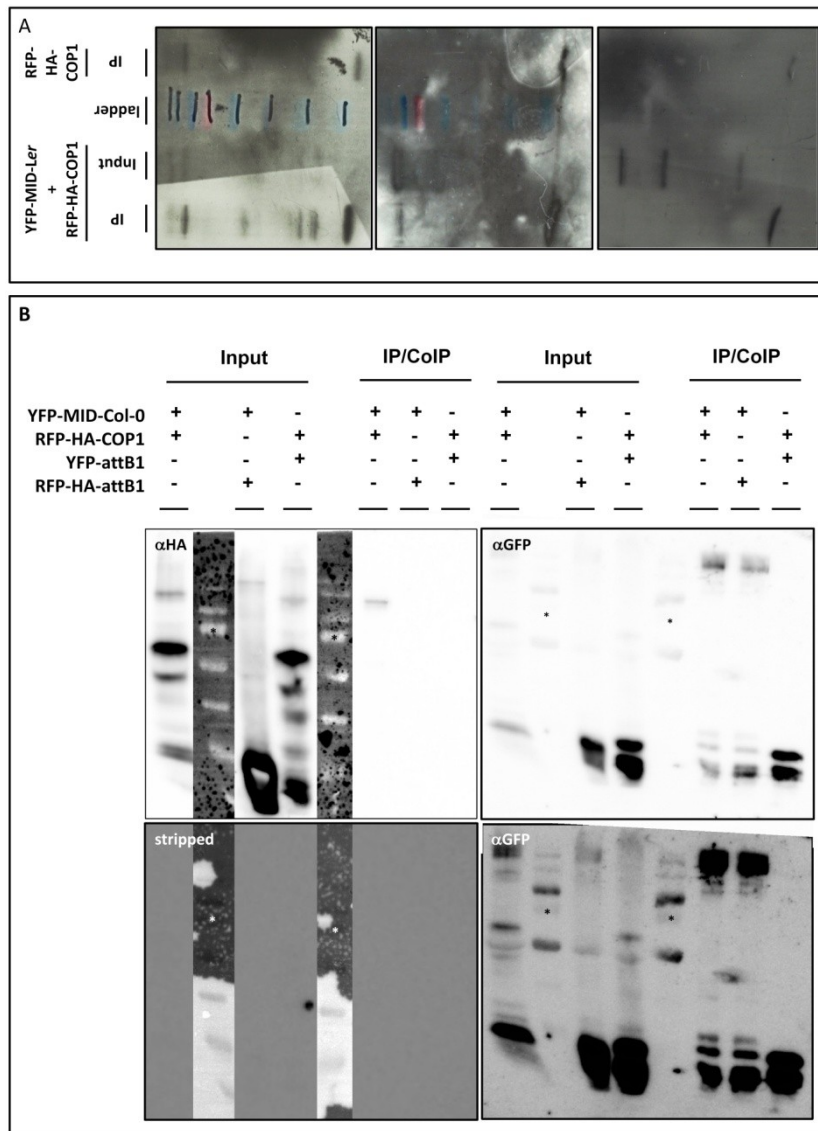 A
RFP-HA-COP1
IP
ladder
YFP-MID-Ler + RFP-HA-COP1
Input
IP
B
Input IP/CoIP Input IP/CoIP
YFP-MID-Col-0 + + - + + - + + - + + -
RFP-HA-COP1 + - + + - + + - + + - +
YFP-attB1 - - + - - + - - + - - +
RFP-HA-attB1 - + - - + - - + - - + -
αHA
* *
αGFP
* *
stripped
* *
αGFP
* *